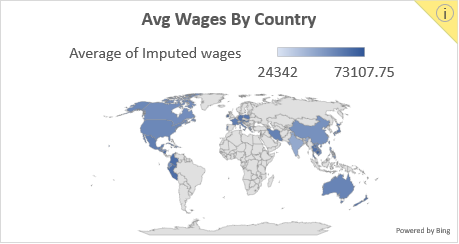 Avg Wages By Country
Average of Imputed wages
24342 73107.75
Powered by Bing